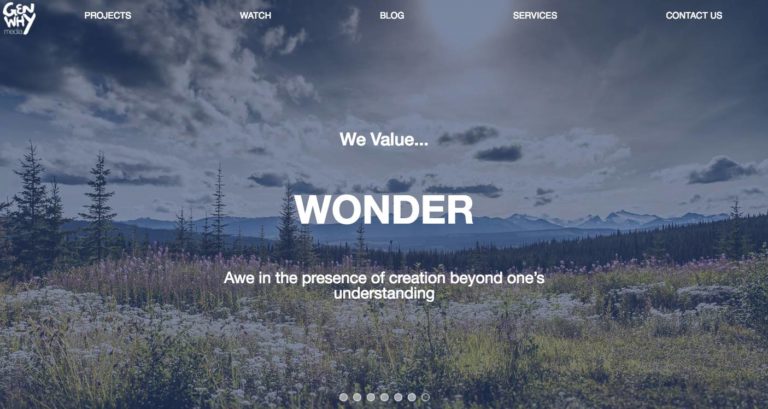 GEN
WHY
media
PROJECTS
WATCH
BLOG
SERVICES
CONTACT US
We Value...
WONDER
Awe in the presence of creation beyond one's
understanding